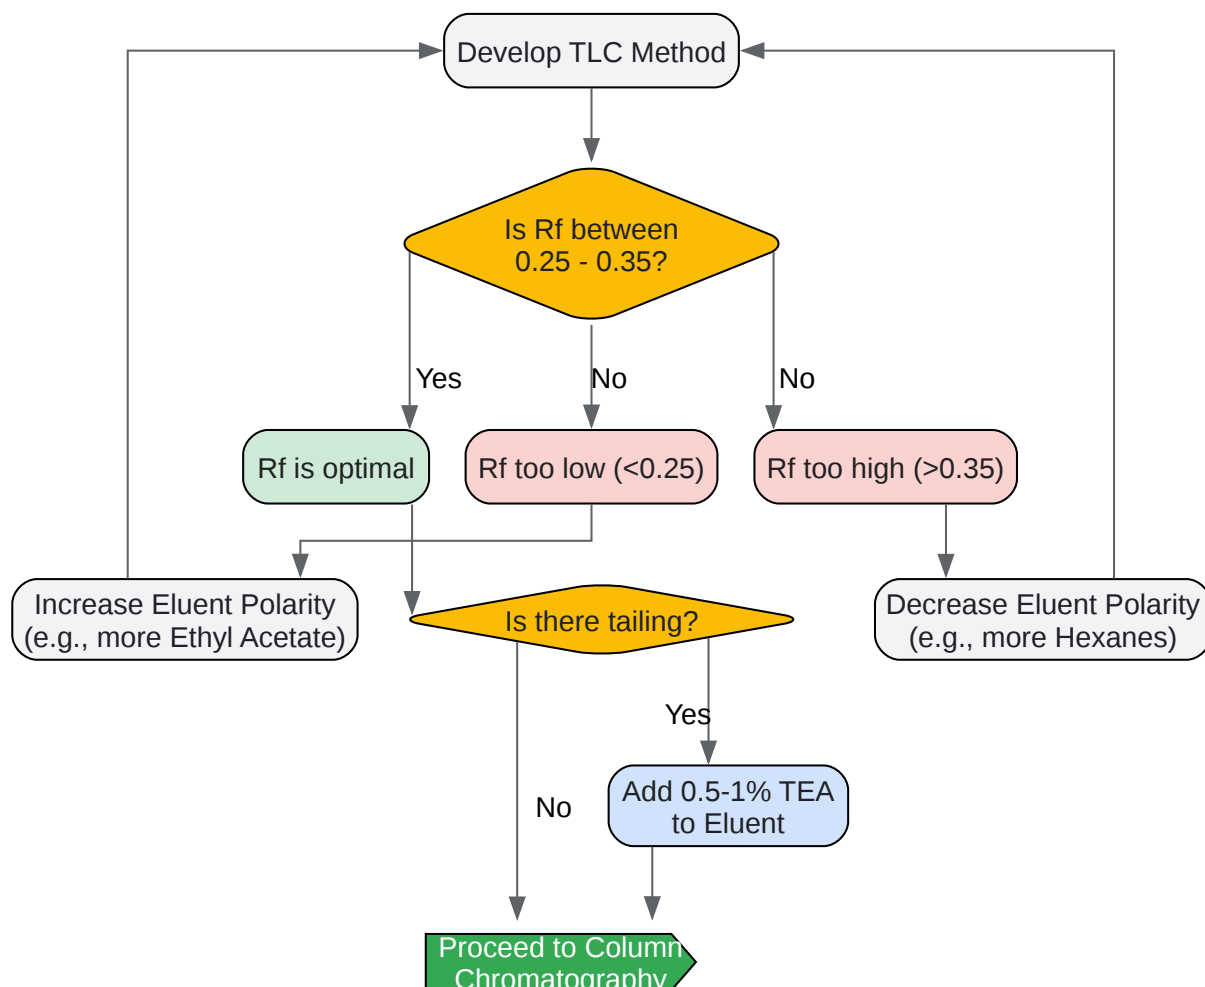 Develop TLC Method
Is Rf between
0.25 - 0.35?
Yes
No
No
Rf is optimal
Rf too low (<0.25)
Rf too high (>0.35)
Increase Eluent Polarity
(e.g., more Ethyl Acetate)
Is there tailing?
Decrease Eluent Polarity
(e.g., more Hexanes)
Yes
Add 0.5-1% TEA
to Eluent
No
Proceed to Column
Chromatography